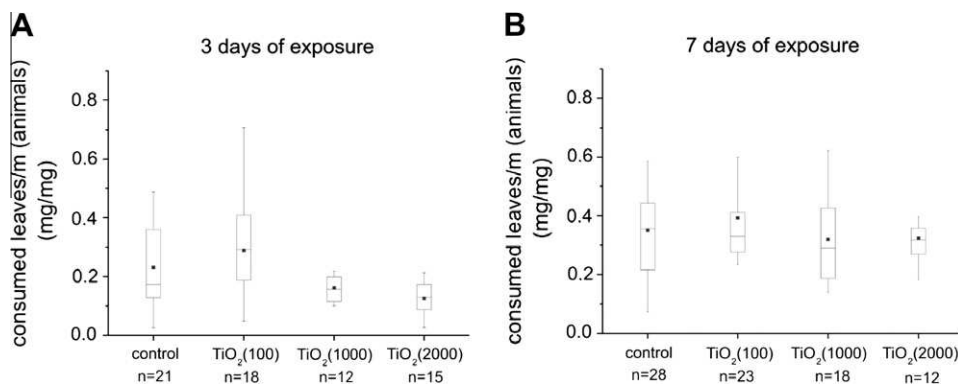 A
3 days of exposure
consumed leaves/m (animals)
(mg/mg)
0.8
0.6
0.4
0.2
0.0
control TiO₂(100) TiO₂(1000) TiO₂(2000)
n=21 n=18 n=12 n=15
B
7 days of exposure
consumed leaves/m (animals)
(mg/mg)
0.8
0.6
0.4
0.2
0.0
control TiO₂(100) TiO₂(1000) TiO₂(2000)
n=28 n=23 n=18 n=12